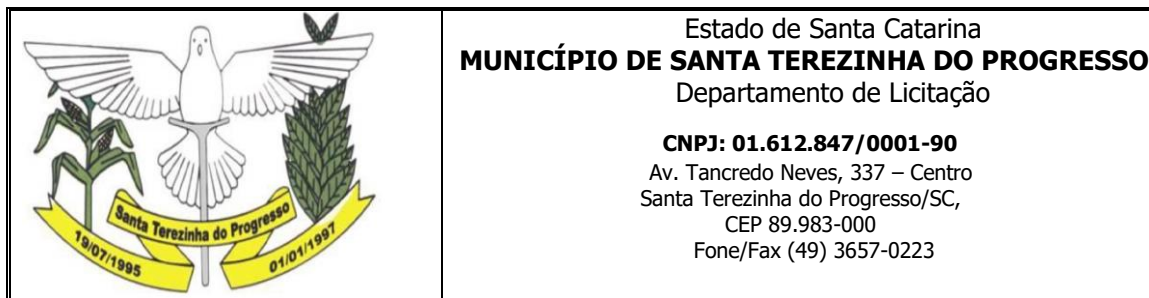 Santa Terezinha do Progresso
19/07/1995
01/01/1997
Estado de Santa Catarina
MUNICÍPIO DE SANTA TEREZINHA DO PROGRESSO
Departamento de Licitação
CNPJ: 01.612.847/0001-90
Av. Tancredo Neves, 337 – Centro
Santa Terezinha do Progresso/SC,
CEP 89.983-000
Fone/Fax (49) 3657-0223